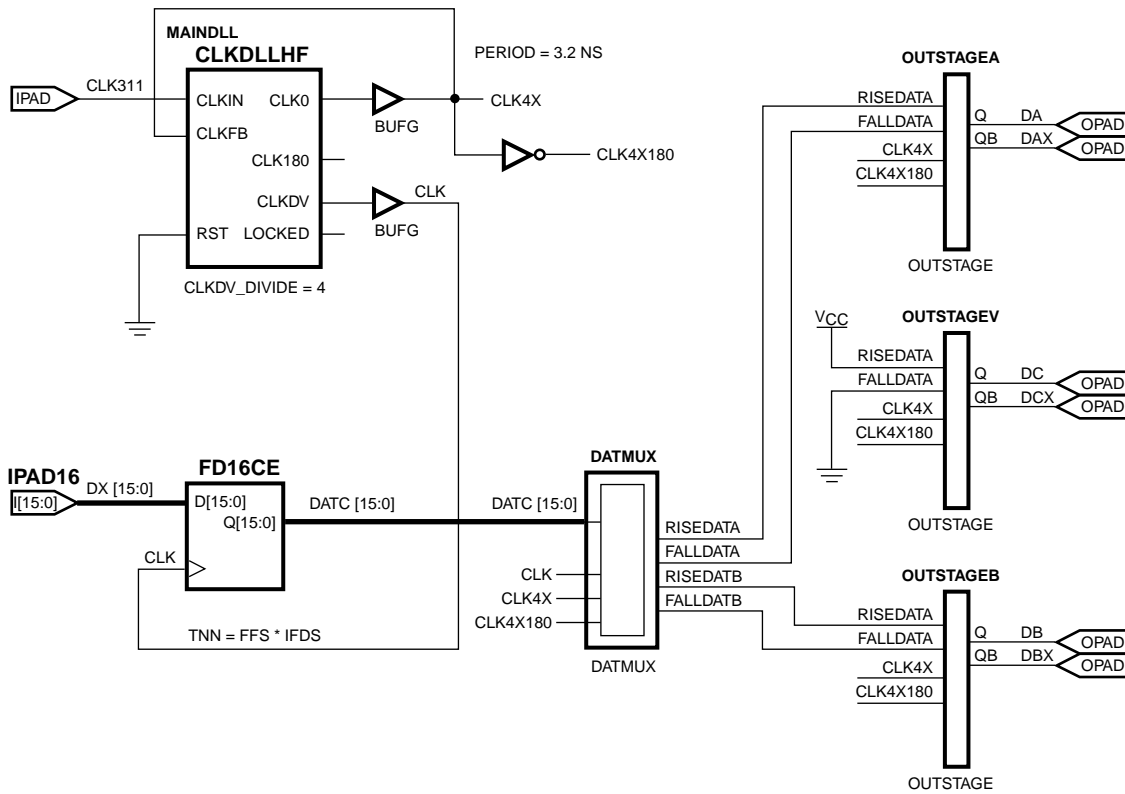 MAINDLL
CLKDLLHF
IPAD
CLK311
CLKIN
CLK0
CLKFB
CLK180
CLKDV
RST
LOCKED
CLKDV_DIVIDE = 4
BUFG
PERIOD = 3.2 NS
CLK4X
CLK4X180
CLK
BUFG
OUTSTAGEA
RISEDATA
FALLDATA
CLK4X
CLK4X180
Q
DA
OPAD
QB
DAX
OPAD
OUTSTAGE
VCC
OUTSTAGEV
RISEDATA
FALLDATA
CLK4X
CLK4X180
Q
DC
OPAD
QB
DCX
OPAD
OUTSTAGE
IPAD16
I[15:0]
DX [15:0]
FD16CE
D[15:0]
Q[15:0]
CLK
TNN = FFS * IFDS
DATC [15:0]
DATC [15:0]
DATMUX
CLK
CLK4X
CLK4X180
RISEDATA
FALLDATA
RISEDATB
FALLDATB
DATMUX
OUTSTAGEB
RISEDATA
FALLDATA
CLK4X
CLK4X180
Q
DB
OPAD
QB
DBX
OPAD
OUTSTAGE